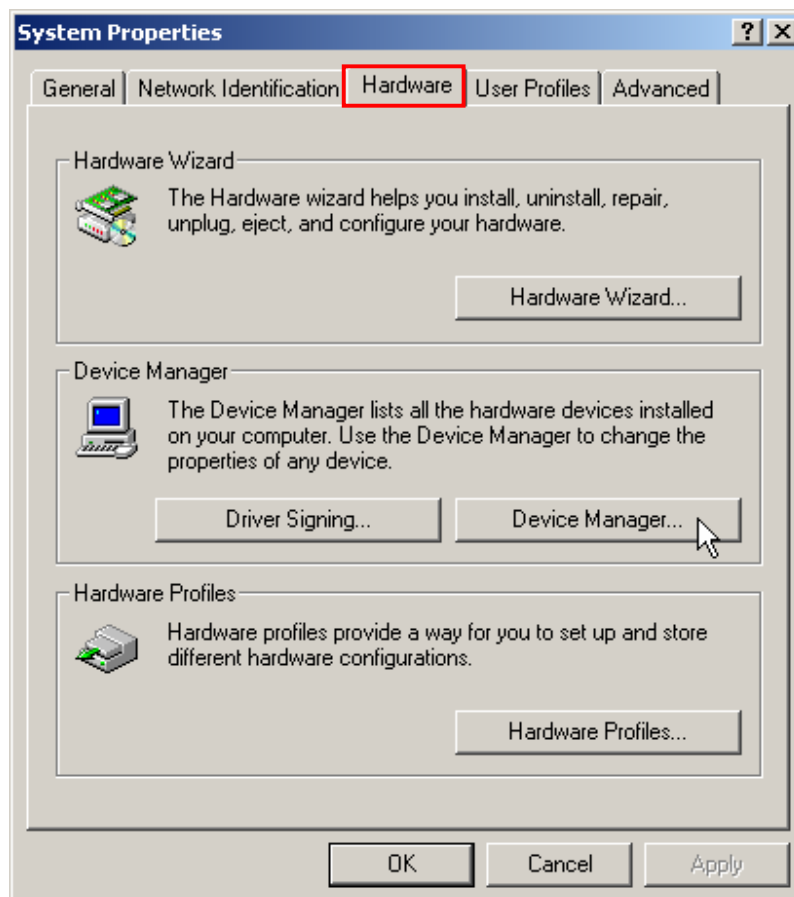 System Properties
General
Network Identification
Hardware
User Profiles
Advanced
Hardware Wizard
The Hardware wizard helps you install, uninstall, repair,
unplug, eject, and configure your hardware.
Hardware Wizard...
Device Manager
The Device Manager lists all the hardware devices installed
on your computer. Use the Device Manager to change the
properties of any device.
Driver Signing...
Device Manager...
Hardware Profiles
Hardware profiles provide a way for you to set up and store
different hardware configurations.
Hardware Profiles...
OK
Cancel
Apply